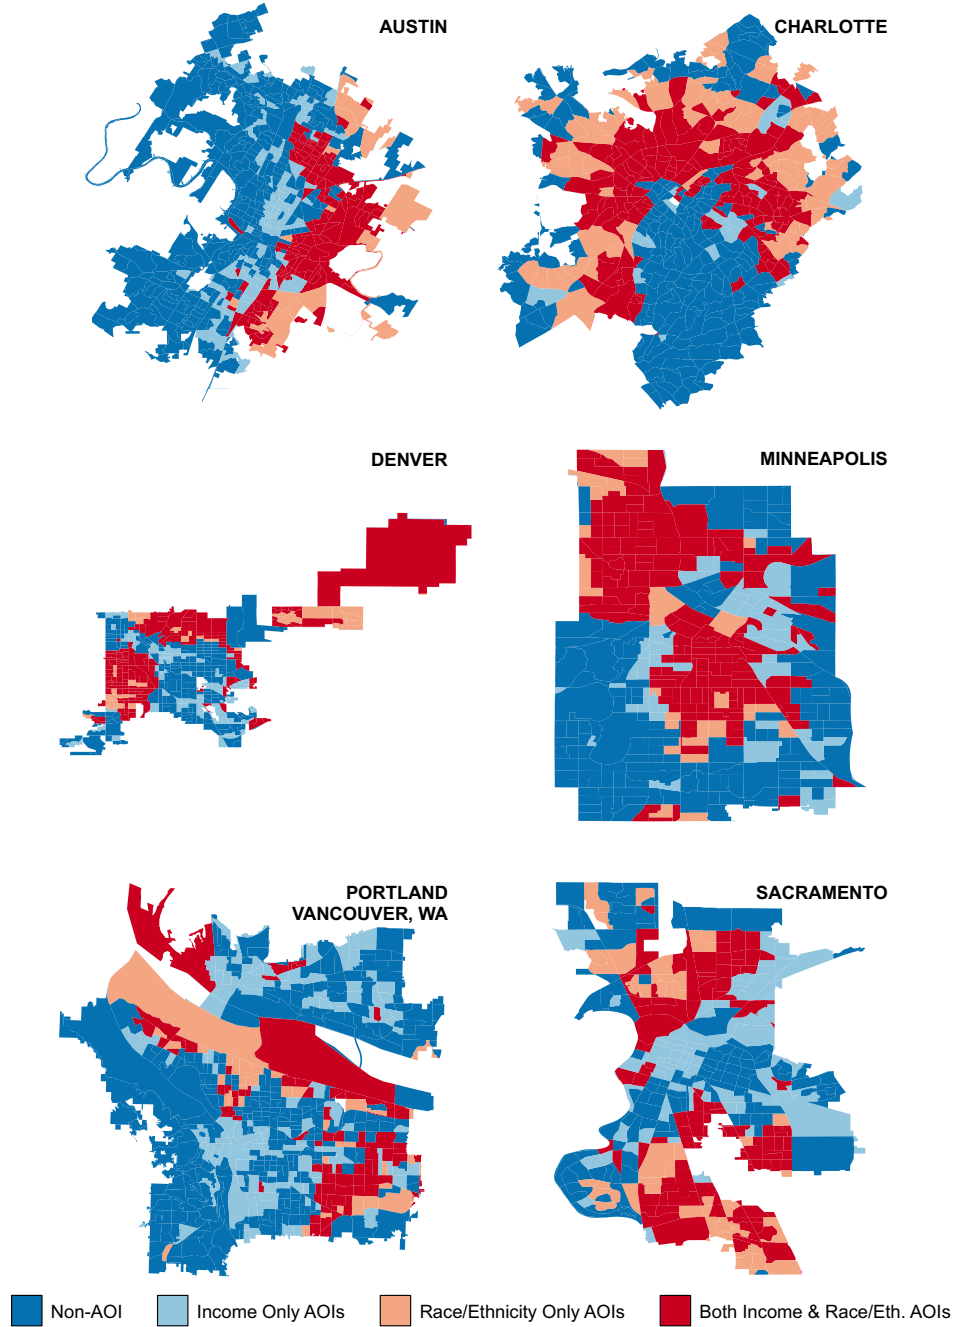 AUSTIN
CHARLOTTE
DENVER
MINNEAPOLIS
PORTLAND
VANCOUVER, WA
SACRAMENTO
Non-AOI
Income Only AOIs
Race/Ethnicity Only AOIs
Both Income & Race/Eth. AOIs